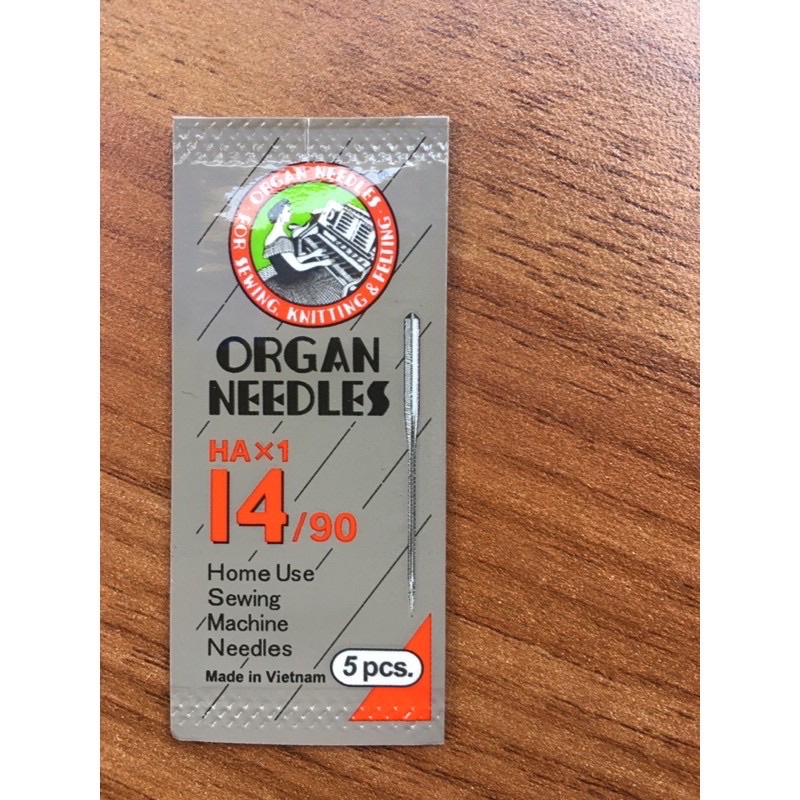 ORGAN NEEDLES
FOR SEWING, KNITTING & FELTING
ORGAN
NEEDLES
HA×1
14/90
Home Use
Sewing
Machine
Needles
Made in Vietnam
5 pcs.